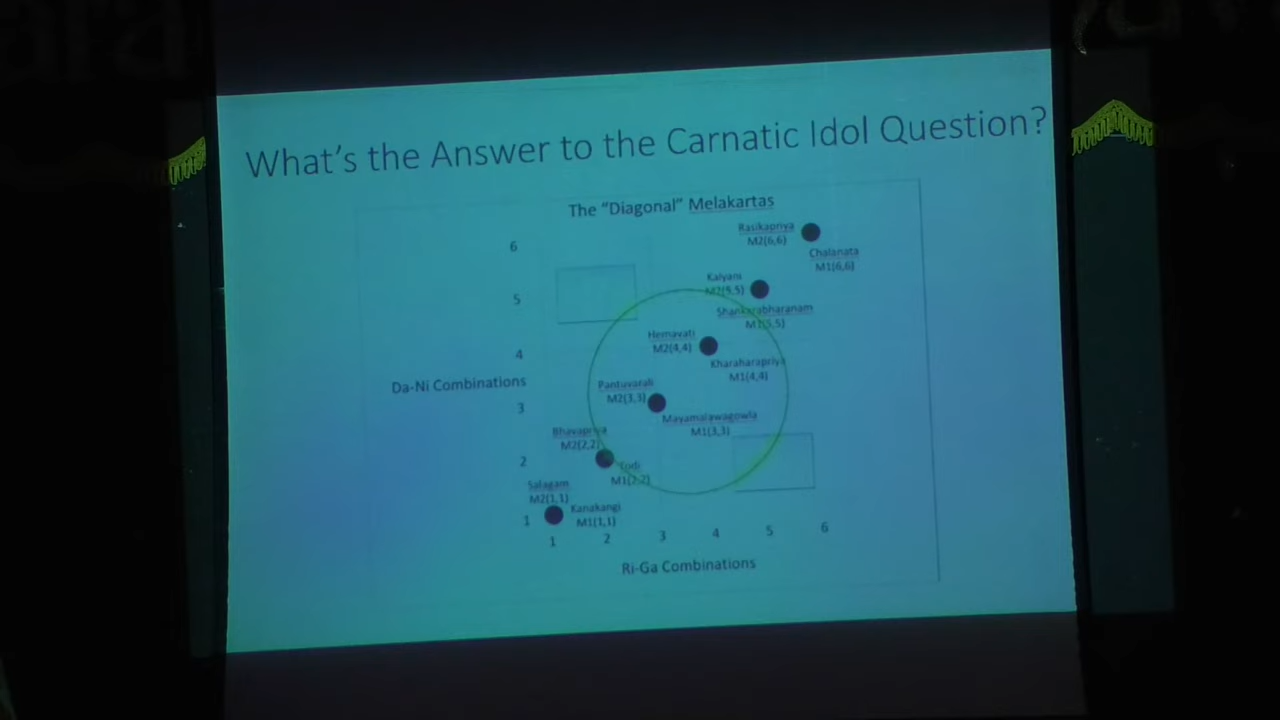 What's the Answer to the Carnatic Idol Question?
The "Diagonal" Melakartas
6
Rasikapriya
M2(6,6)
Chalanata
M1(6,6)
Kalyani
M2(5,5)
5
Shankarabharanam
M1(5,5)
Hemavati
M2(4,4)
4
Kharaharapriya
M1(4,4)
Da-Ni Combinations
Pantuvarali
M2(3,3)
3
Mayamalawagowla
M1(3,3)
Bhavapriya
M2(2,2)
2
Todi
M1(2,2)
Salagam
M2(1,1)
Kanakangi
M1(1,1)
1
1 2 3 4 5 6
Ri-Ga Combinations